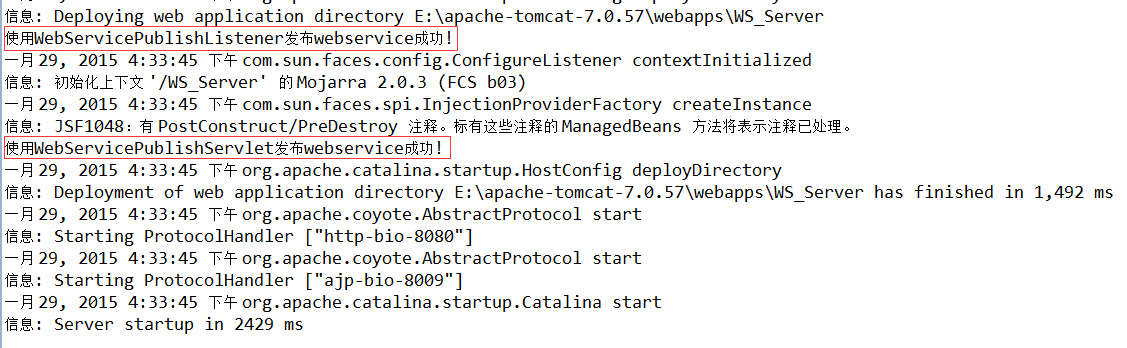 信息: Deploying web application directory E:\apache-tomcat-7.0.57\webapps\WS_Server
使用WebServicePublishListener发布webservice成功!
一月 29, 2015 4:33:45 下午 com.sun.faces.config.ConfigureListener contextInitialized
信息: 初始化上下文 '/WS_Server' 的 Mojarra 2.0.3 (FCS b03)
一月 29, 2015 4:33:45 下午 com.sun.faces.spi.InjectionProviderFactory createInstance
信息: JSF1048：有 PostConstruct/PreDestroy 注释。标有这些注释的 ManagedBeans 方法将表示注释已处理。
使用WebServicePublishServlet发布webservice成功!
一月 29, 2015 4:33:45 下午 org.apache.catalina.startup.HostConfig deployDirectory
信息: Deployment of web application directory E:\apache-tomcat-7.0.57\webapps\WS_Server has finished in 1,492 ms
一月 29, 2015 4:33:45 下午 org.apache.coyote.AbstractProtocol start
信息: Starting ProtocolHandler ["http-bio-8080"]
一月 29, 2015 4:33:45 下午 org.apache.coyote.AbstractProtocol start
信息: Starting ProtocolHandler ["ajp-bio-8009"]
一月 29, 2015 4:33:45 下午 org.apache.catalina.startup.Catalina start
信息: Server startup in 2429 ms